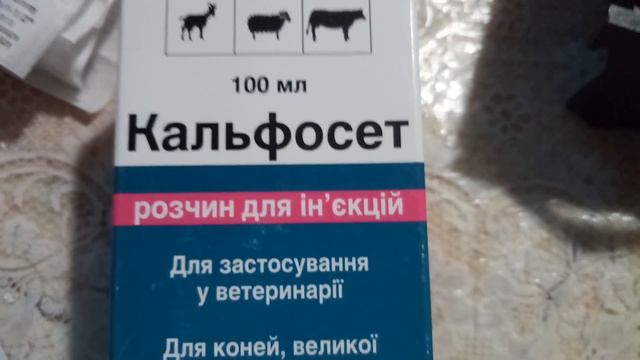 100 мл
Кальфосет
розчин для ін’єкцій
Для застосування
у ветеринарії
Для коней, великої